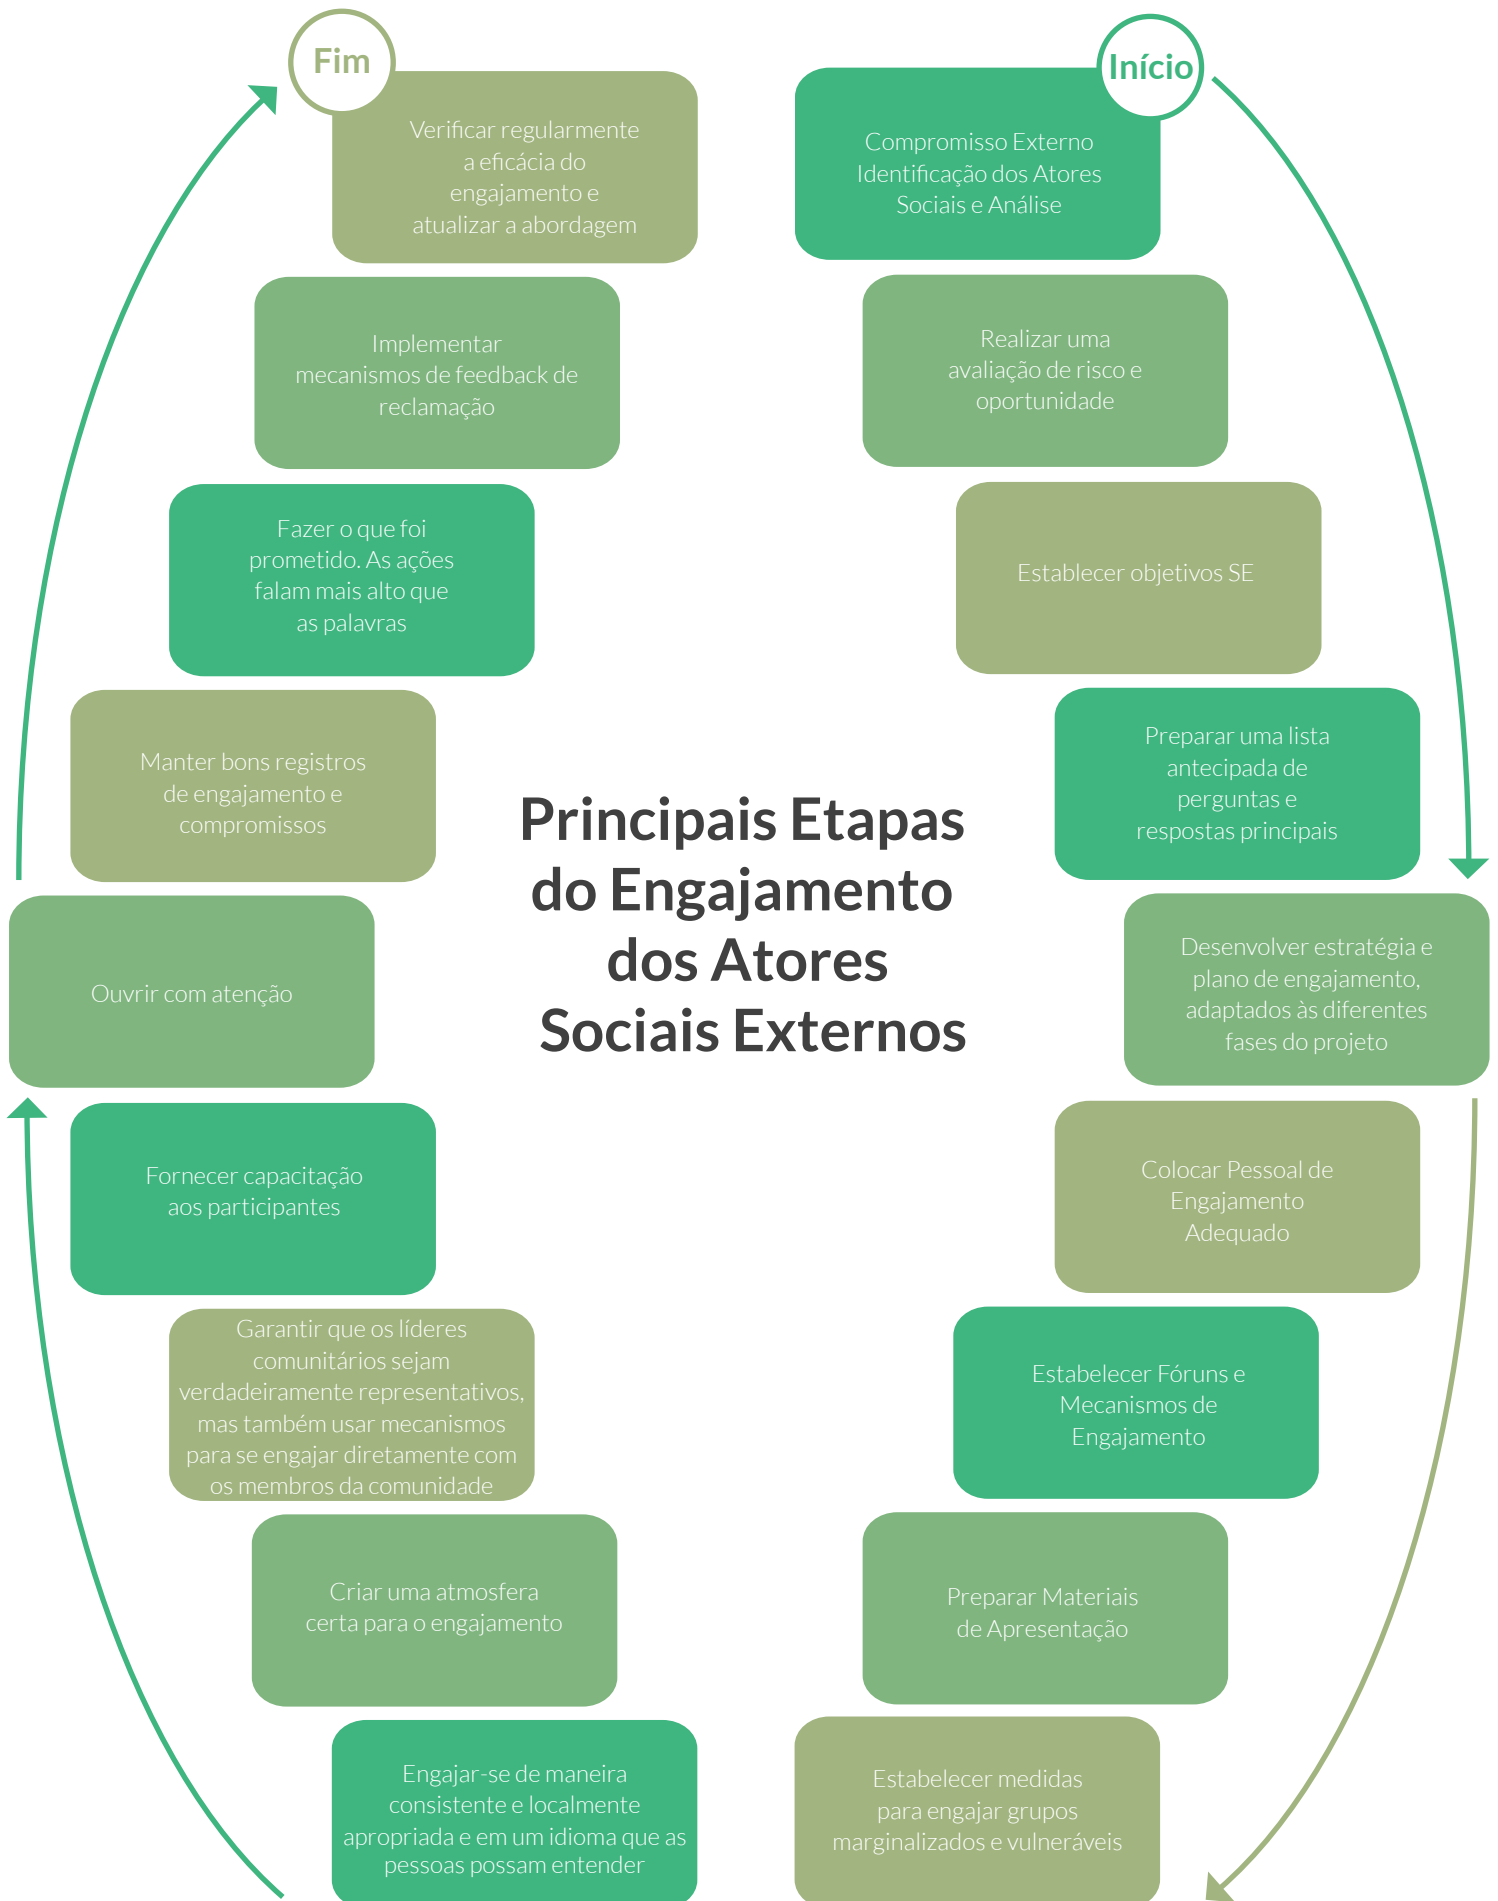 Início
Compromisso Externo
Identificação dos Atores
Sociais e Análise
Realizar uma
avaliação de risco e
oportunidade
Establecer objetivos SE
Preparar uma lista
antecipada de
perguntas e
respostas principais
Desenvolver estratégia e
plano de engajamento,
adaptados às diferentes
fases do projeto
Colocar Pessoal de
Engajamento
Adequado
Estabelecer Fóruns e
Mecanismos de
Engajamento
Preparar Materiais
de Apresentação
Estabelecer medidas
para engajar grupos
marginalizados e vulneráveis
Engajar-se de maneira
consistente e localmente
apropriada e em um idioma que as
pessoas possam entender
Criar uma atmosfera
certa para o engajamento
Garantir que os líderes
comunitários sejam
verdadeiramente representativos,
mas também usar mecanismos
para se engajar diretamente com
os membros da comunidade
Fornecer capacitação
aos participantes
Ouvrir com atenção
Manter bons registros
de engajamento e
compromissos
Fazer o que foi
prometido. As ações
falam mais alto que
as palavras
Implementar
mecanismos de feedback de
reclamação
Verificar regularmente
a eficácia do
engajamento e
atualizar a abordagem
Fim
Principais Etapas
do Engajamento
dos Atores
Sociais Externos